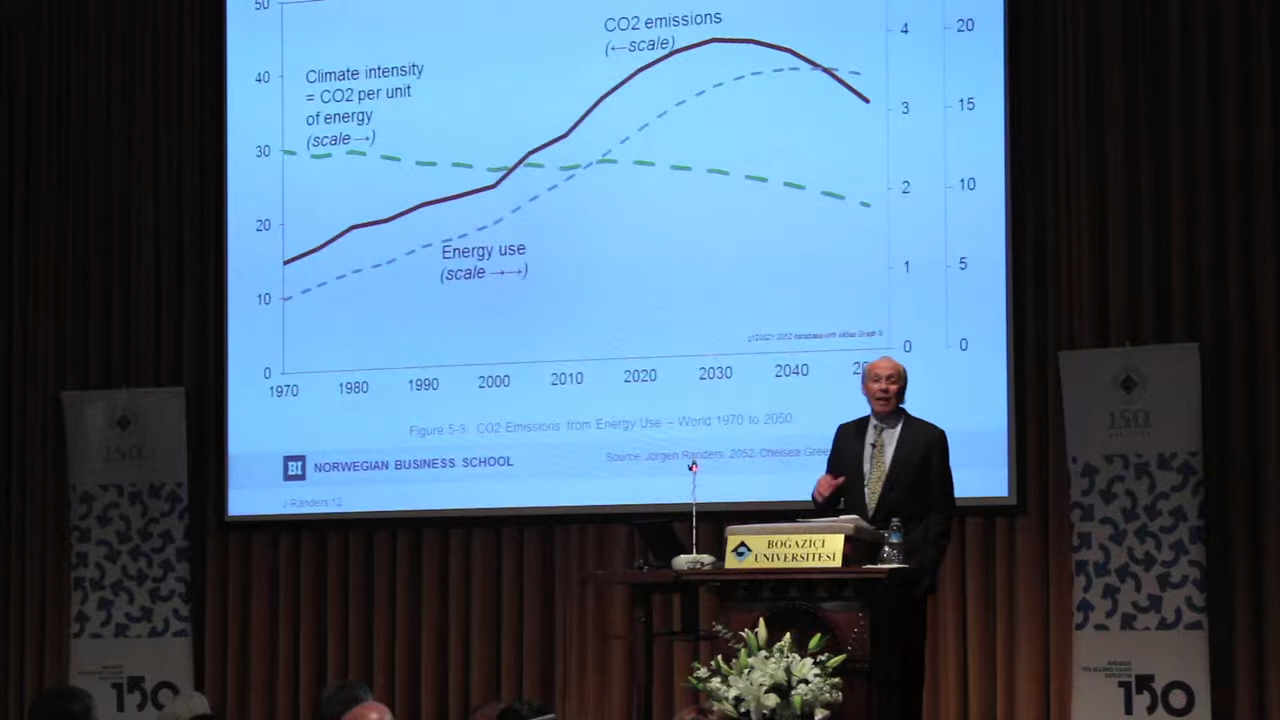 50
40
30
20
10
0
CO2 emissions
(←scale)
Climate intensity
= CO2 per unit
of energy
(scale→)
Energy use
(scale→→)
4
3
2
1
0
20
15
10
5
0
1970 1980 1990 2000 2010 2020 2030 2040
Figure 5-3 CO2 Emissions from Energy Use – World 1970 to 2050
BI NORWEGIAN BUSINESS SCHOOL
Source: Jorgen Randers, 2052, Chelsea
J Randers 12
BOĞAZİÇİ
ÜNİVERSİTESİ
150
150
150
150